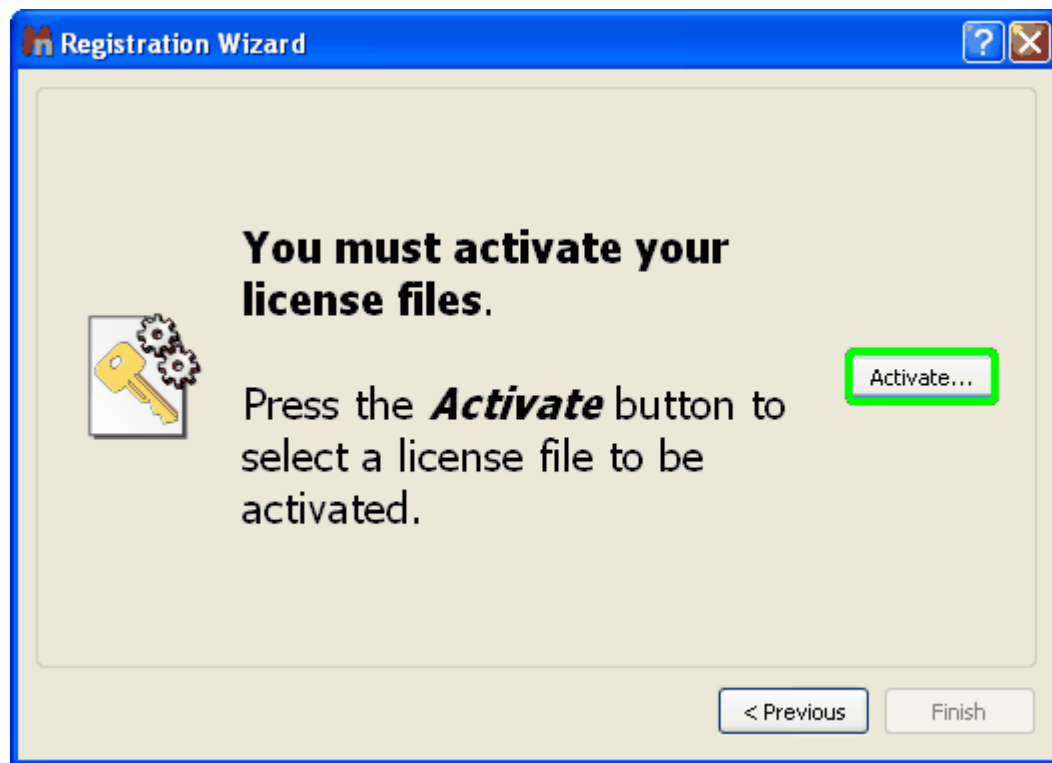 Registration Wizard
You must activate your
license files.
Activate...
Press the Activate button to
select a license file to be
activated.
< Previous
Finish